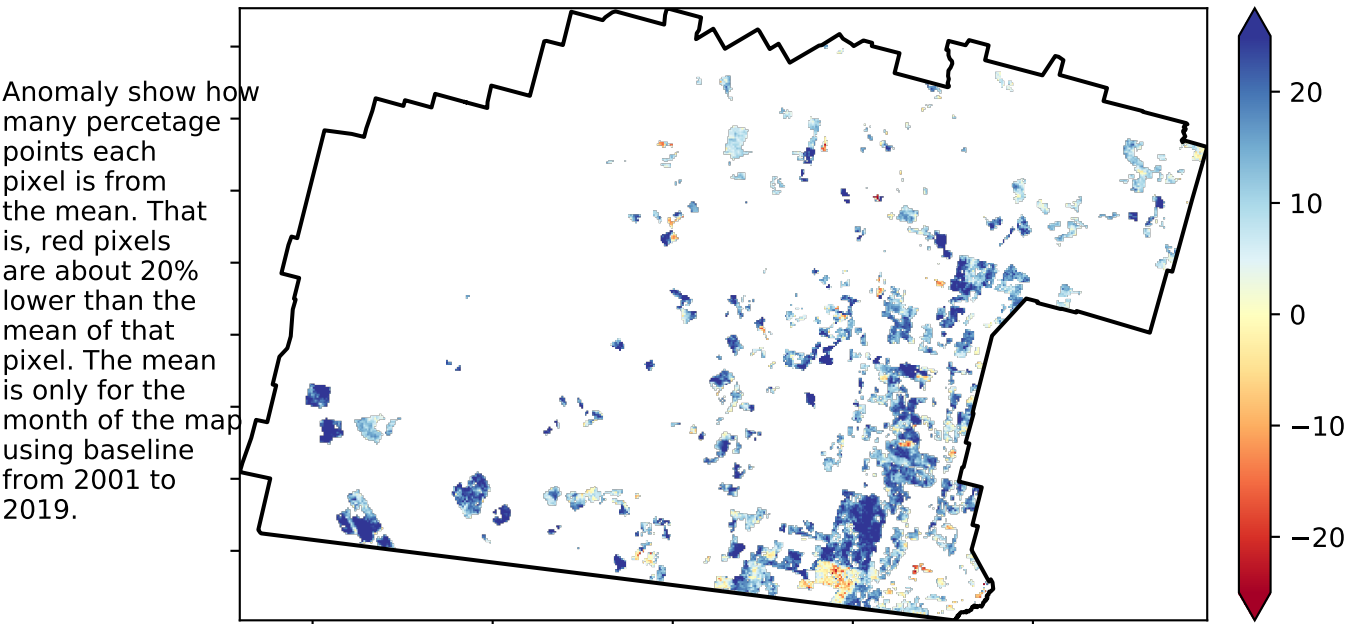 Anomaly show how
many percetage
points each
pixel is from
the mean. That
is, red pixels
are about 20%
lower than the
mean of that
pixel. The mean
is only for the
month of the map
using baseline
from 2001 to
2019.
20
10
0
−10
−20